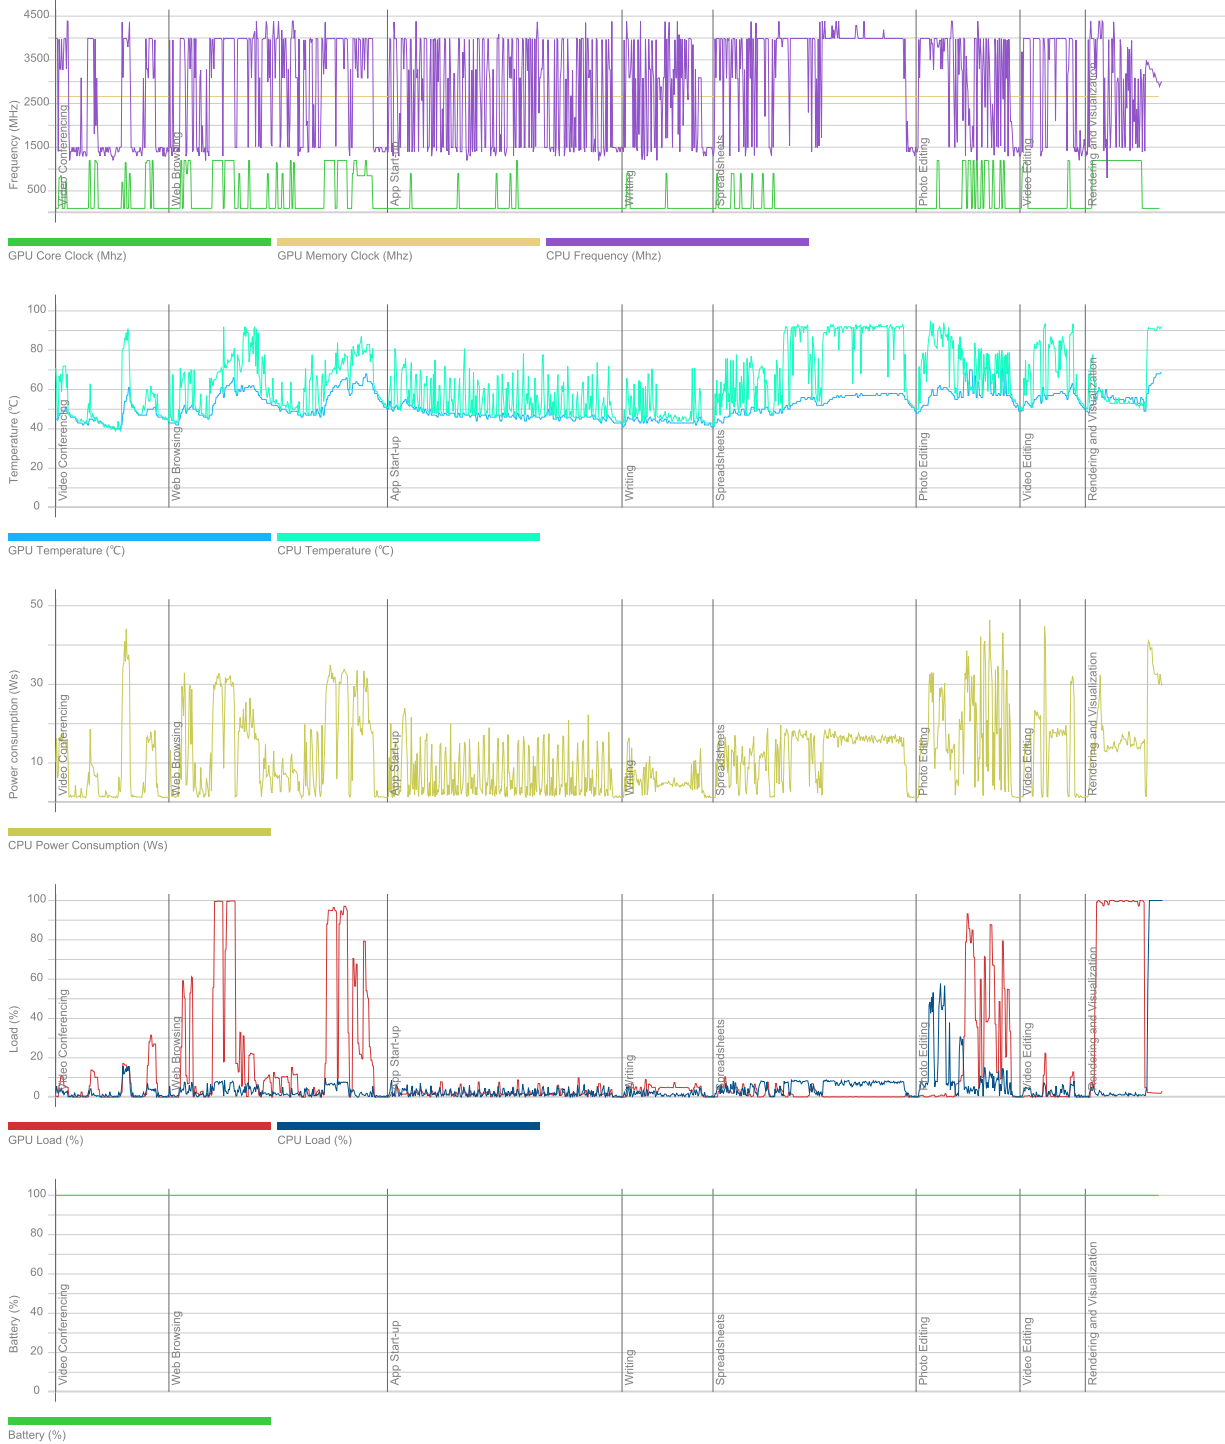 4500
3500
2500
1500
500
Frequency (MHz)
Video Conferencing
Web Browsing
App Start-up
Writing
Spreadsheets
Photo Editing
Video Editing
Rendering and Visualization
GPU Core Clock (Mhz)
GPU Memory Clock (Mhz)
CPU Frequency (Mhz)
100
80
60
40
20
0
Temperature (℃)
Video Conferencing
Web Browsing
App Start-up
Writing
Spreadsheets
Photo Editing
Video Editing
Rendering and Visualization
GPU Temperature (℃)
CPU Temperature (℃)
50
30
10
Power consumption (Ws)
Video Conferencing
Web Browsing
App Start-up
Writing
Spreadsheets
Photo Editing
Video Editing
Rendering and Visualization
CPU Power Consumption (Ws)
100
80
60
40
20
0
Load (%)
Video Conferencing
Web Browsing
App Start-up
Writing
Spreadsheets
Photo Editing
Video Editing
Rendering and Visualization
GPU Load (%)
CPU Load (%)
100
80
60
40
20
0
Battery (%)
Video Conferencing
Web Browsing
App Start-up
Writing
Spreadsheets
Photo Editing
Video Editing
Rendering and Visualization
Battery (%)